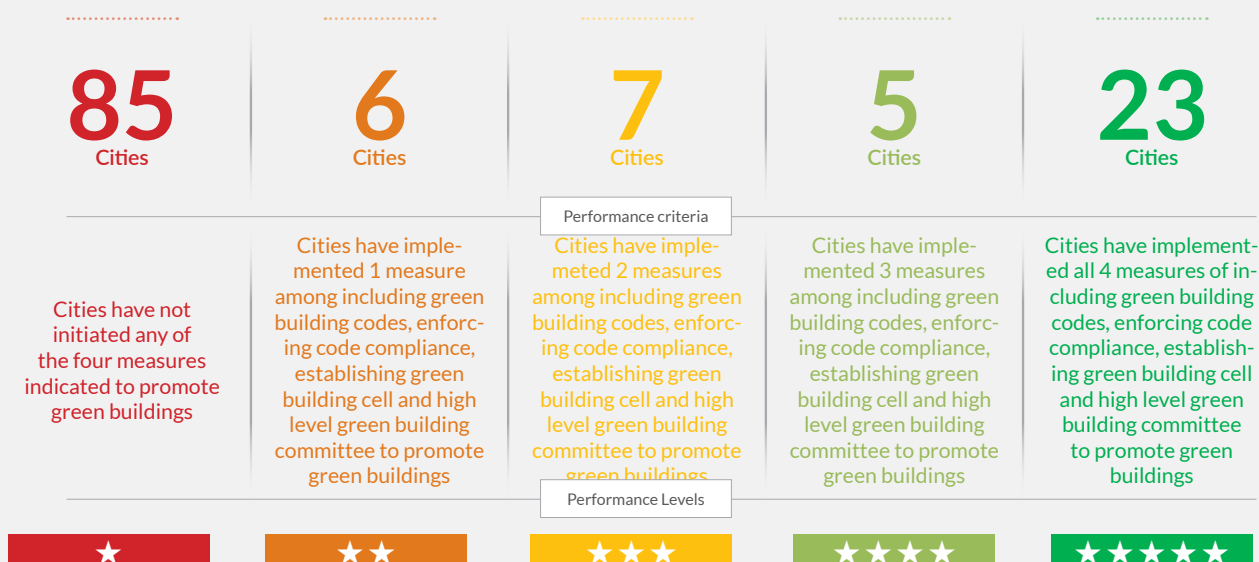 85
Cities
6
Cities
7
Cities
5
Cities
23
Cities
Performance criteria
Cities have not
initiated any of
the four measures
indicated to promote
green buildings
Cities have imple-
mented 1 measure
among including green
building codes, enforc-
ing code compliance,
establishing green
building cell and high
level green building
committee to promote
green buildings
Cities have imple-
meted 2 measures
among including green
building codes, enforc-
ing code compliance,
establishing green
building cell and high
level green building
committee to promote
green buildings
Cities have imple-
mented 3 measures
among including green
building codes, enforc-
ing code compliance,
establishing green
building cell and high
level green building
committee to promote
green buildings
Cities have implement-
ed all 4 measures of in-
cluding green building
codes, enforcing code
compliance, establish-
ing green building cell
and high level green
building committee
to promote green
buildings
Performance Levels